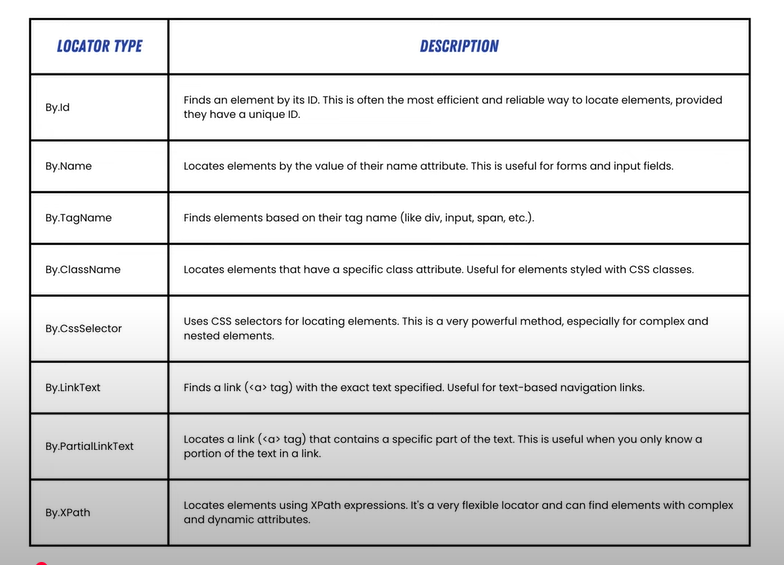 LOCATOR TYPE
DESCRIPTION
By.Id
Finds an element by its ID. This is often the most efficient and reliable way to locate elements, provided
they have a unique ID.
By.Name
Locates elements by the value of their name attribute. This is useful for forms and input fields.
By.TagName
Finds elements based on their tag name (like div, input, span, etc.).
By.ClassName
Locates elements that have a specific class attribute. Useful for elements styled with CSS classes.
By.CssSelector
Uses CSS selectors for locating elements. This is a very powerful method, especially for complex and
nested elements.
By.LinkText
Finds a link (<a> tag) with the exact text specified. Useful for text-based navigation links.
By.PartialLinkText
Locates a link (<a> tag) that contains a specific part of the text. This is useful when you only know a
portion of the text in a link.
By.XPath
Locates elements using XPath expressions. It's a very flexible locator and can find elements with complex
and dynamic attributes.